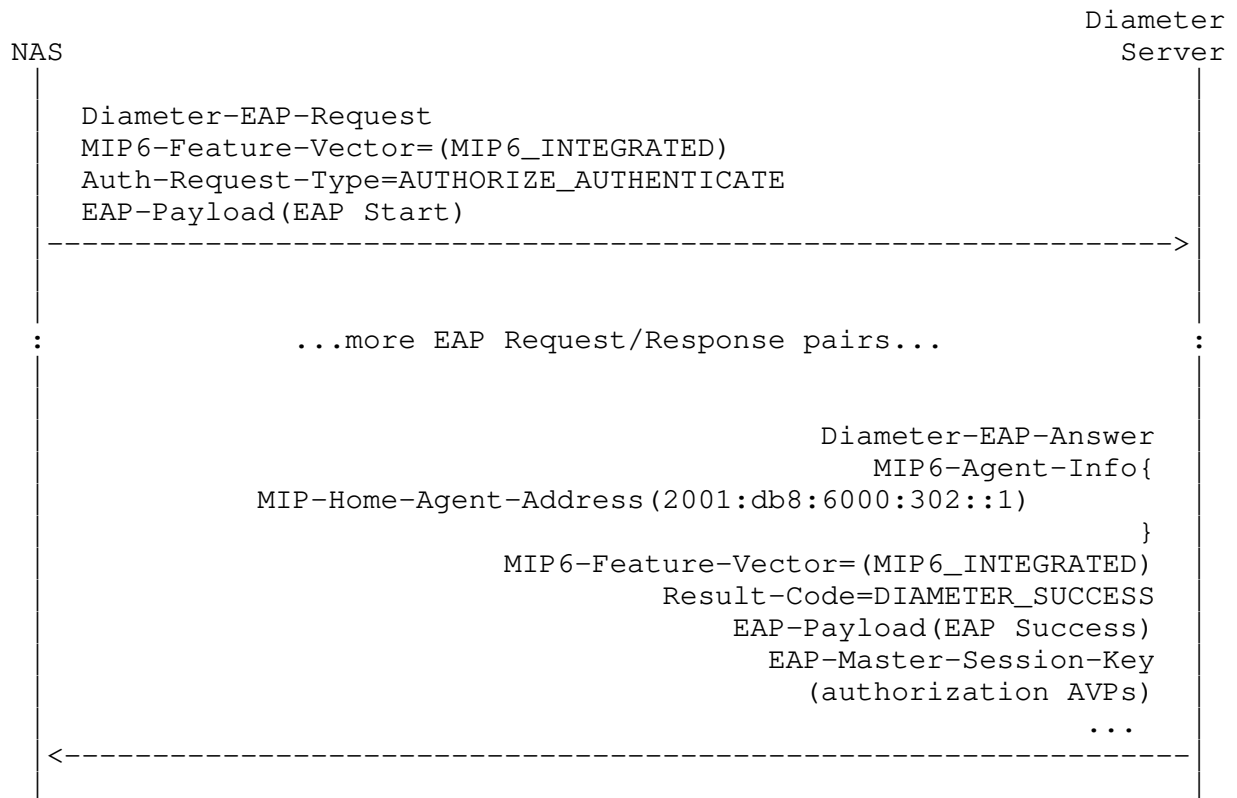 Diameter
NAS Server
Diameter-EAP-Request
MIP6-Feature-Vector=(MIP6_INTEGRATED)
Auth-Request-Type=AUTHORIZE_AUTHENTICATE
EAP-Payload(EAP Start)
...more EAP Request/Response pairs...
Diameter-EAP-Answer
MIP6-Agent-Info{
MIP-Home-Agent-Address(2001:db8:6000:302::1)
}
MIP6-Feature-Vector=(MIP6_INTEGRATED)
Result-Code=DIAMETER_SUCCESS
EAP-Payload(EAP Success)
EAP-Master-Session-Key
(authorization AVPs)
...